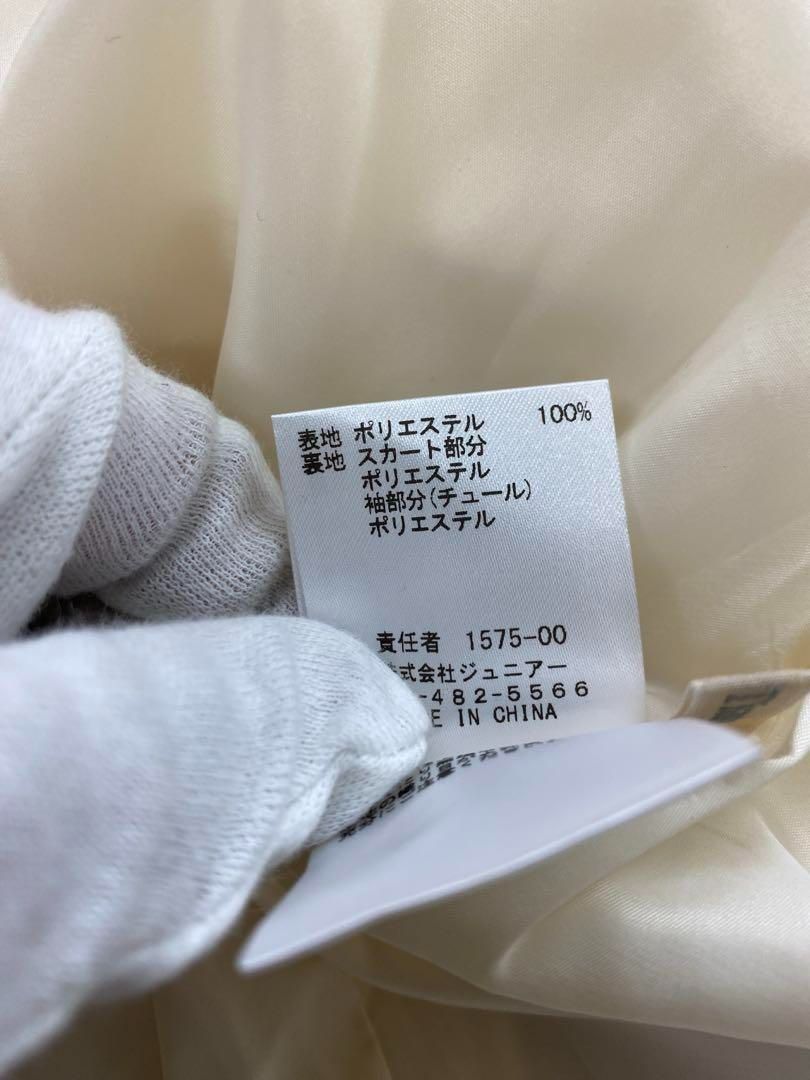 表地 ポリエステル 100%
裏地 スカート部分
ポリエステル
袖部分(チュール)
ポリエステル
責任者 1575-00
式会社ジュニアー
-482-5566
E IN CHINA